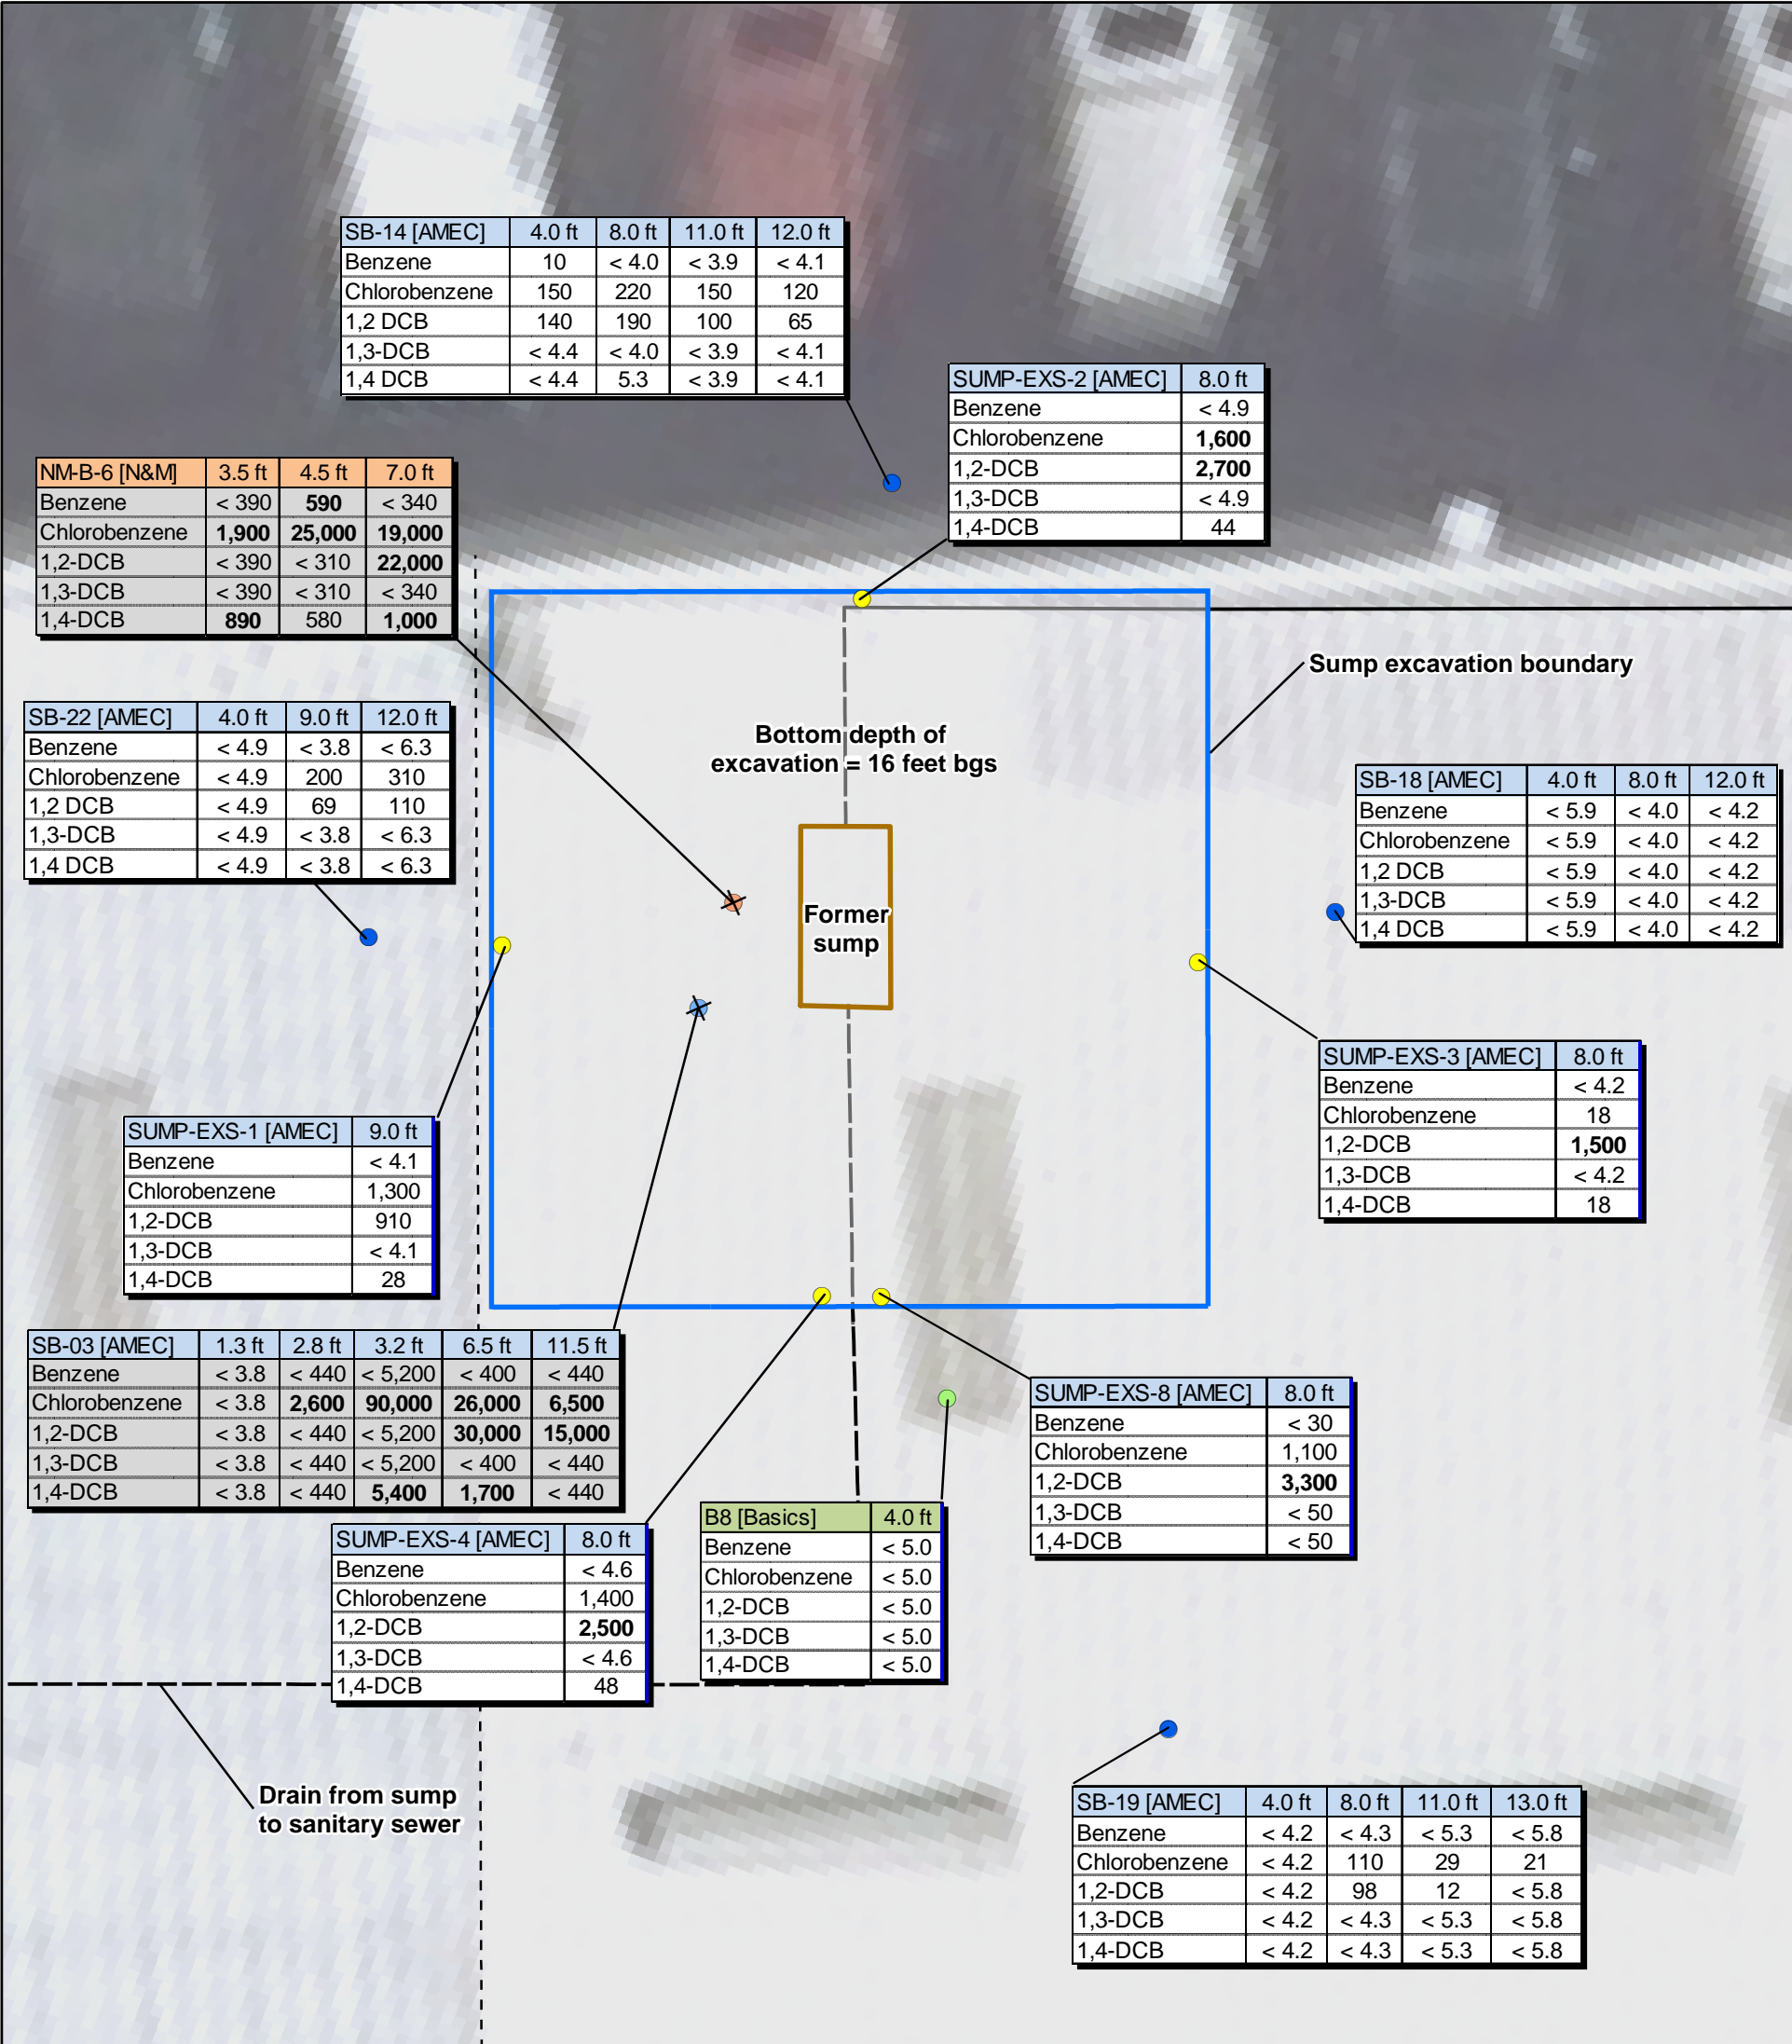 SB-14 [AMEC] 4.0 ft 8.0 ft 11.0 ft 12.0 ft
Benzene 10 < 4.0 < 3.9 < 4.1
Chlorobenzene 150 220 150 120
1,2 DCB 140 190 100 65
1,3-DCB < 4.4 < 4.0 < 3.9 < 4.1
1,4 DCB < 4.4 5.3 < 3.9 < 4.1
SUMP-EXS-2 [AMEC] 8.0 ft
Benzene < 4.9
Chlorobenzene 1,600
1,2-DCB 2,700
1,3-DCB < 4.9
1,4-DCB 44
NM-B-6 [N&M] 3.5 ft 4.5 ft 7.0 ft
Benzene < 390 590 < 340
Chlorobenzene 1,900 25,000 19,000
1,2-DCB < 390 < 310 22,000
1,3-DCB < 390 < 310 < 340
1,4-DCB 890 580 1,000
Sump excavation boundary
SB-22 [AMEC] 4.0 ft 9.0 ft 12.0 ft
Benzene < 4.9 < 3.8 < 6.3
Chlorobenzene < 4.9 200 310
1,2 DCB < 4.9 69 110
1,3-DCB < 4.9 < 3.8 < 6.3
1,4 DCB < 4.9 < 3.8 < 6.3
Bottom depth of
excavation = 16 feet bgs
SB-18 [AMEC] 4.0 ft 8.0 ft 12.0 ft
Benzene < 5.9 < 4.0 < 4.2
Chlorobenzene < 5.9 < 4.0 < 4.2
1,2 DCB < 5.9 < 4.0 < 4.2
1,3-DCB < 5.9 < 4.0 < 4.2
1,4 DCB < 5.9 < 4.0 < 4.2
Former
sump
SUMP-EXS-3 [AMEC] 8.0 ft
Benzene < 4.2
Chlorobenzene 18
1,2-DCB 1,500
1,3-DCB < 4.2
1,4-DCB 18
SUMP-EXS-1 [AMEC] 9.0 ft
Benzene < 4.1
Chlorobenzene 1,300
1,2-DCB 910
1,3-DCB < 4.1
1,4-DCB 28
SB-03 [AMEC] 1.3 ft 2.8 ft 3.2 ft 6.5 ft 11.5 ft
Benzene < 3.8 < 440 < 5,200 < 400 < 440
Chlorobenzene < 3.8 2,600 90,000 26,000 6,500
1,2-DCB < 3.8 < 440 < 5,200 30,000 15,000
1,3-DCB < 3.8 < 440 < 5,200 < 400 < 440
1,4-DCB < 3.8 < 440 5,400 1,700 < 440
SUMP-EXS-8 [AMEC] 8.0 ft
Benzene < 30
Chlorobenzene 1,100
1,2-DCB 3,300
1,3-DCB < 50
1,4-DCB < 50
SUMP-EXS-4 [AMEC] 8.0 ft
Benzene < 4.6
Chlorobenzene 1,400
1,2-DCB 2,500
1,3-DCB < 4.6
1,4-DCB 48
B8 [Basics] 4.0 ft
Benzene < 5.0
Chlorobenzene < 5.0
1,2-DCB < 5.0
1,3-DCB < 5.0
1,4-DCB < 5.0
Drain from sump
to sanitary sewer
SB-19 [AMEC] 4.0 ft 8.0 ft 11.0 ft 13.0 ft
Benzene < 4.2 < 4.3 < 5.3 < 5.8
Chlorobenzene < 4.2 110 29 21
1,2-DCB < 4.2 98 12 < 5.8
1,3-DCB < 4.2 < 4.3 < 5.3 < 5.8
1,4-DCB < 4.2 < 4.3 < 5.3 < 5.8